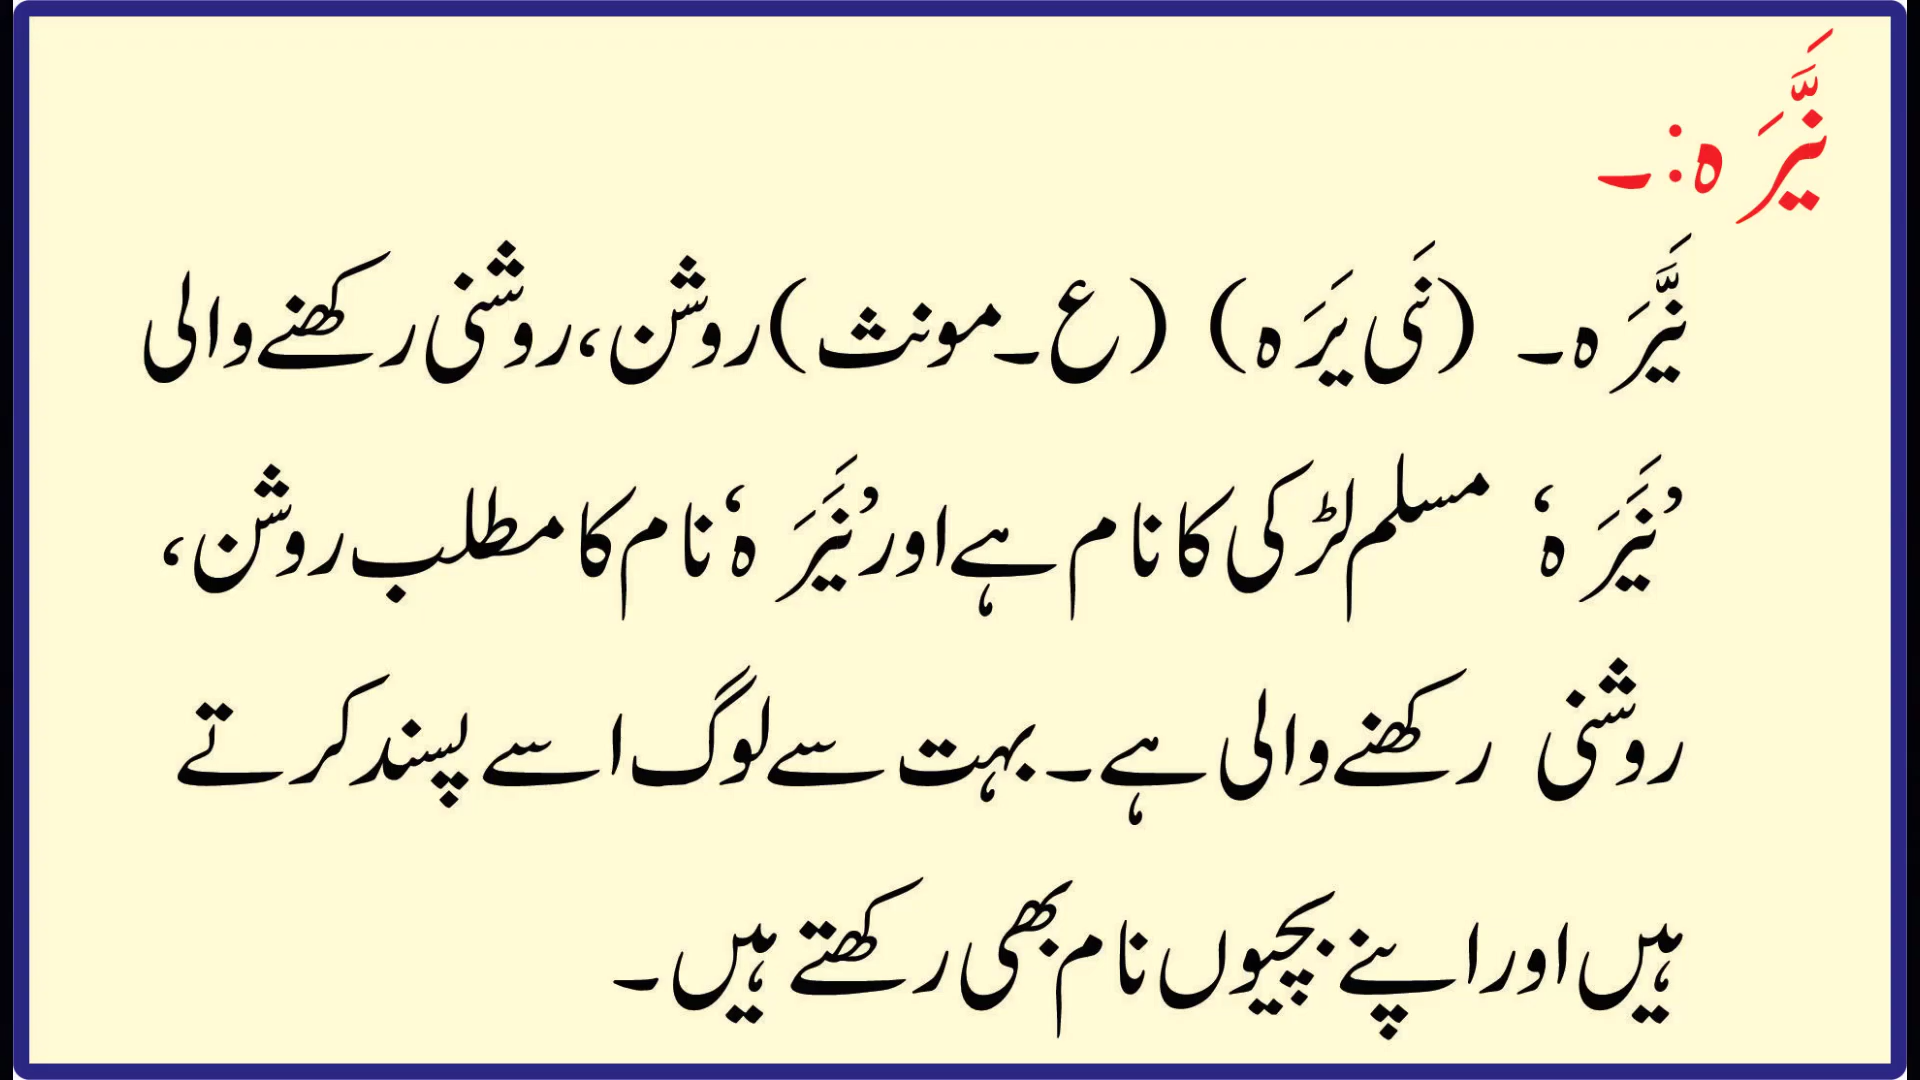 نَیَّرَہ:۔
نَیَّرَہ۔ (نَی یَرَہ) (ع۔مونث)روشن،روشنی رکھنے والی
’نَیَرَہ‘ مسلم لڑکی کا نام ہے اور ’نَیَرَہ‘ نام کا مطلب روشن،
روشنی رکھنے والی ہے۔ بہت سے لوگ اسے پسند کرتے
ہیں اور اپنے بچیوں نام بھی رکھتے ہیں۔